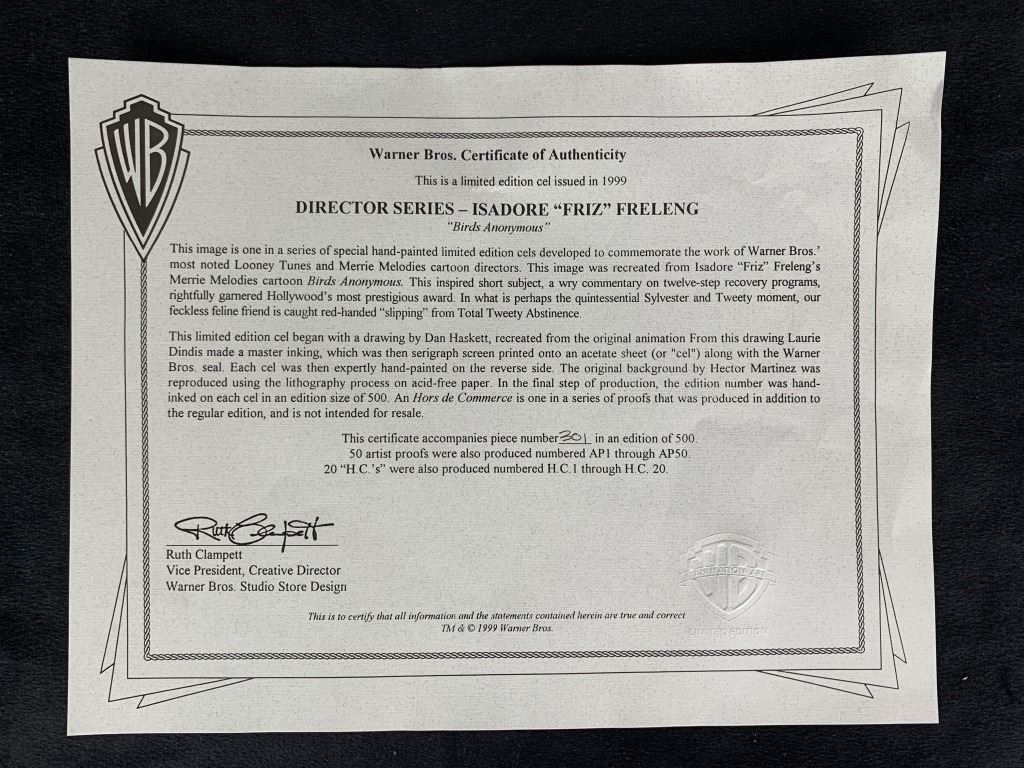 WB
Warner Bros. Certificate of Authenticity
This is a limited edition cel issued in 1999
DIRECTOR SERIES – ISADORE “FRIZ” FRELENG
“Birds Anonymous”
This image is one in a series of special hand-painted limited edition cels developed to commemorate the work of Warner Bros.’
most noted Looney Tunes and Merrie Melodies cartoon directors. This image was recreated from Isadore “Friz” Freleng’s
Merrie Melodies cartoon Birds Anonymous. This inspired short subject, a wry commentary on twelve-step recovery programs,
rightfully garnered Hollywood’s most prestigious award. In what is perhaps the quintessential Sylvester and Tweety moment, our
feckless feline friend is caught red-handed “slipping” from Total Tweety Abstinence.
This limited edition cel began with a drawing by Dan Haskett, recreated from the original animation From this drawing Laurie
Dindis made a master inking, which was then serigraph screen printed onto an acetate sheet (or "cel") along with the Warner
Bros. seal. Each cel was then expertly hand-painted on the reverse side. The original background by Hector Martinez was
reproduced using the lithography process on acid-free paper. In the final step of production, the edition number was hand-
inked on each cel in an edition size of 500. An Hors de Commerce is one in a series of proofs that was produced in addition to
the regular edition, and is not intended for resale.
This certificate accompanies piece number 301 in an edition of 500.
50 artist proofs were also produced numbered AP1 through AP50.
20 “H.C.’s” were also produced numbered H.C.1 through H.C. 20.
Ruth Clampett
Ruth Clampett
Vice President, Creative Director
Warner Bros. Studio Store Design
WB
ANIMATION ART
LIMITED EDITION
This is to certify that all information and the statements contained herein are true and correct
TM & © 1999 Warner Bros.